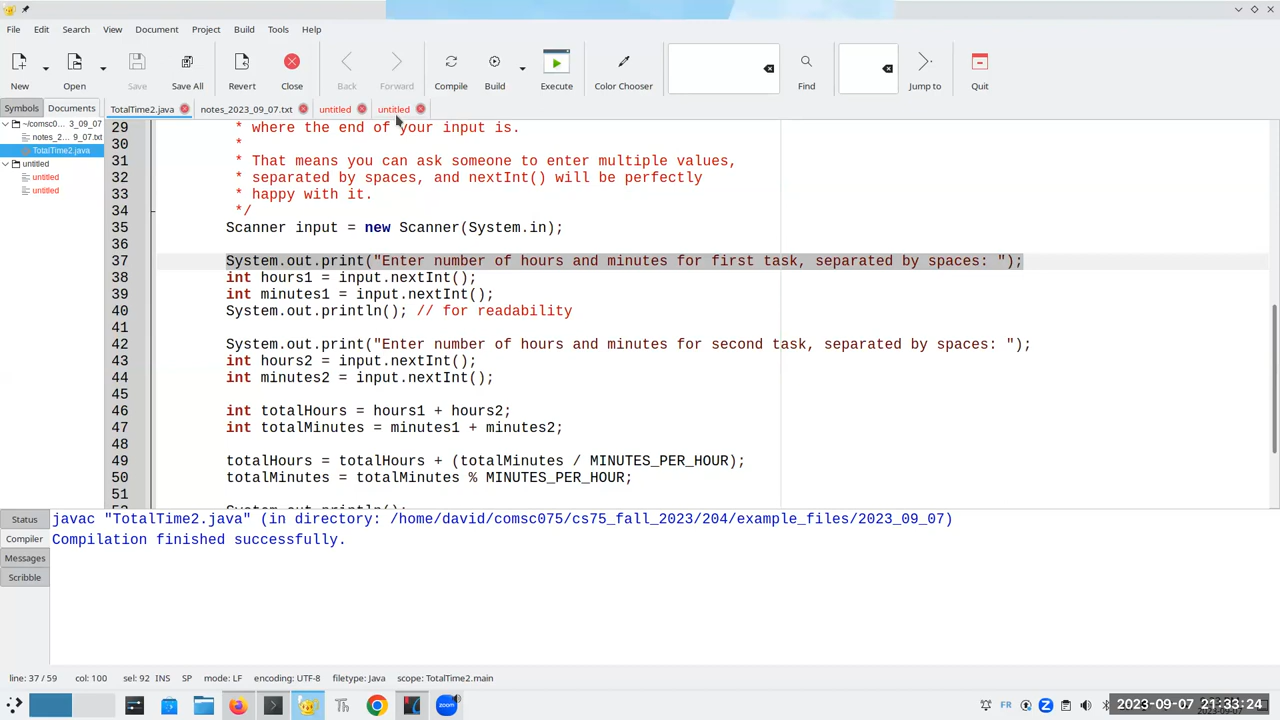 File Edit Search View Document Project Build Tools Help
New Open Save Save All Revert Close Back Forward Compile Build Execute Color Chooser Find Jump to Quit
Symbols Documents TotalTime2.java notes_2023_09_07.txt untitled untitled
~/comsc0... 3_09_07
notes_2... 9_07.txt
TotalTime2.java
untitled
untitled
untitled
29 * where the end of your input is.
30 *
31 * That means you can ask someone to enter multiple values,
32 * separated by spaces, and nextInt() will be perfectly
33 * happy with it.
34 */
35 Scanner input = new Scanner(System.in);
36
37 System.out.print("Enter number of hours and minutes for first task, separated by spaces: ");
38 int hours1 = input.nextInt();
39 int minutes1 = input.nextInt();
40 System.out.println(); // for readability
41
42 System.out.print("Enter number of hours and minutes for second task, separated by spaces: ");
43 int hours2 = input.nextInt();
44 int minutes2 = input.nextInt();
45
46 int totalHours = hours1 + hours2;
47 int totalMinutes = minutes1 + minutes2;
48
49 totalHours = totalHours + (totalMinutes / MINUTES_PER_HOUR);
50 totalMinutes = totalMinutes % MINUTES_PER_HOUR;
51
Status
Compiler
Messages
Scribble
javac "TotalTime2.java" (in directory: /home/david/comsc075/cs75_fall_2023/204/example_files/2023_09_07)
Compilation finished successfully.
line: 37 / 59 col: 100 sel: 92 INS SP mode: LF encoding: UTF-8 filetype: Java scope: TotalTime2.main
Th zoom FR Z 2023-09-07 21:33:24